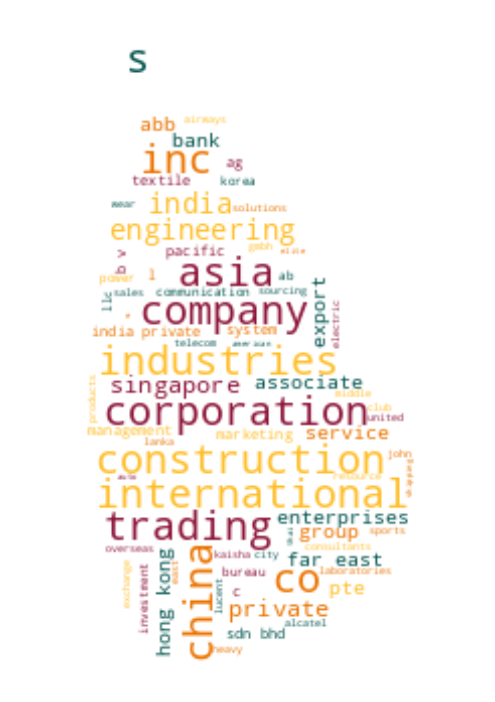 s
abb airways
bank
inc ag
textile korea
wear india solutions
engineering
b v pacific gmbh elite
power l asia ab
llc sales communication sourcing export
company electric
india private system
telecom american
industries
singapore associate
products middle
corporation club
united
management marketing service
lanka
construction john
resource
international
trading enterprises
group sports
overseas kaisha city consultants
exchange investment hong kong east china bureau lucent far east
co laboratories
c pte
private
alcatel
sdn bhd
heavy